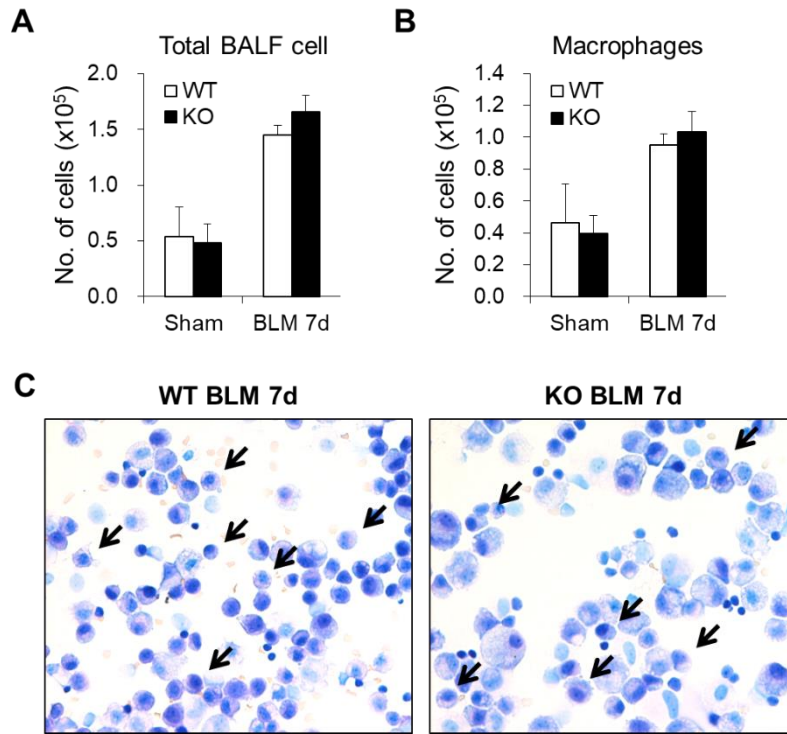 A
Total BALF cell
No. of cells (x10⁵)
2.0
1.5
1.0
0.5
0.0
WT
KO
Sham
BLM 7d
B
Macrophages
No. of cells (x10⁵)
1.4
1.2
1.0
0.8
0.6
0.4
0.2
0.0
WT
KO
Sham
BLM 7d
C
WT BLM 7d
KO BLM 7d